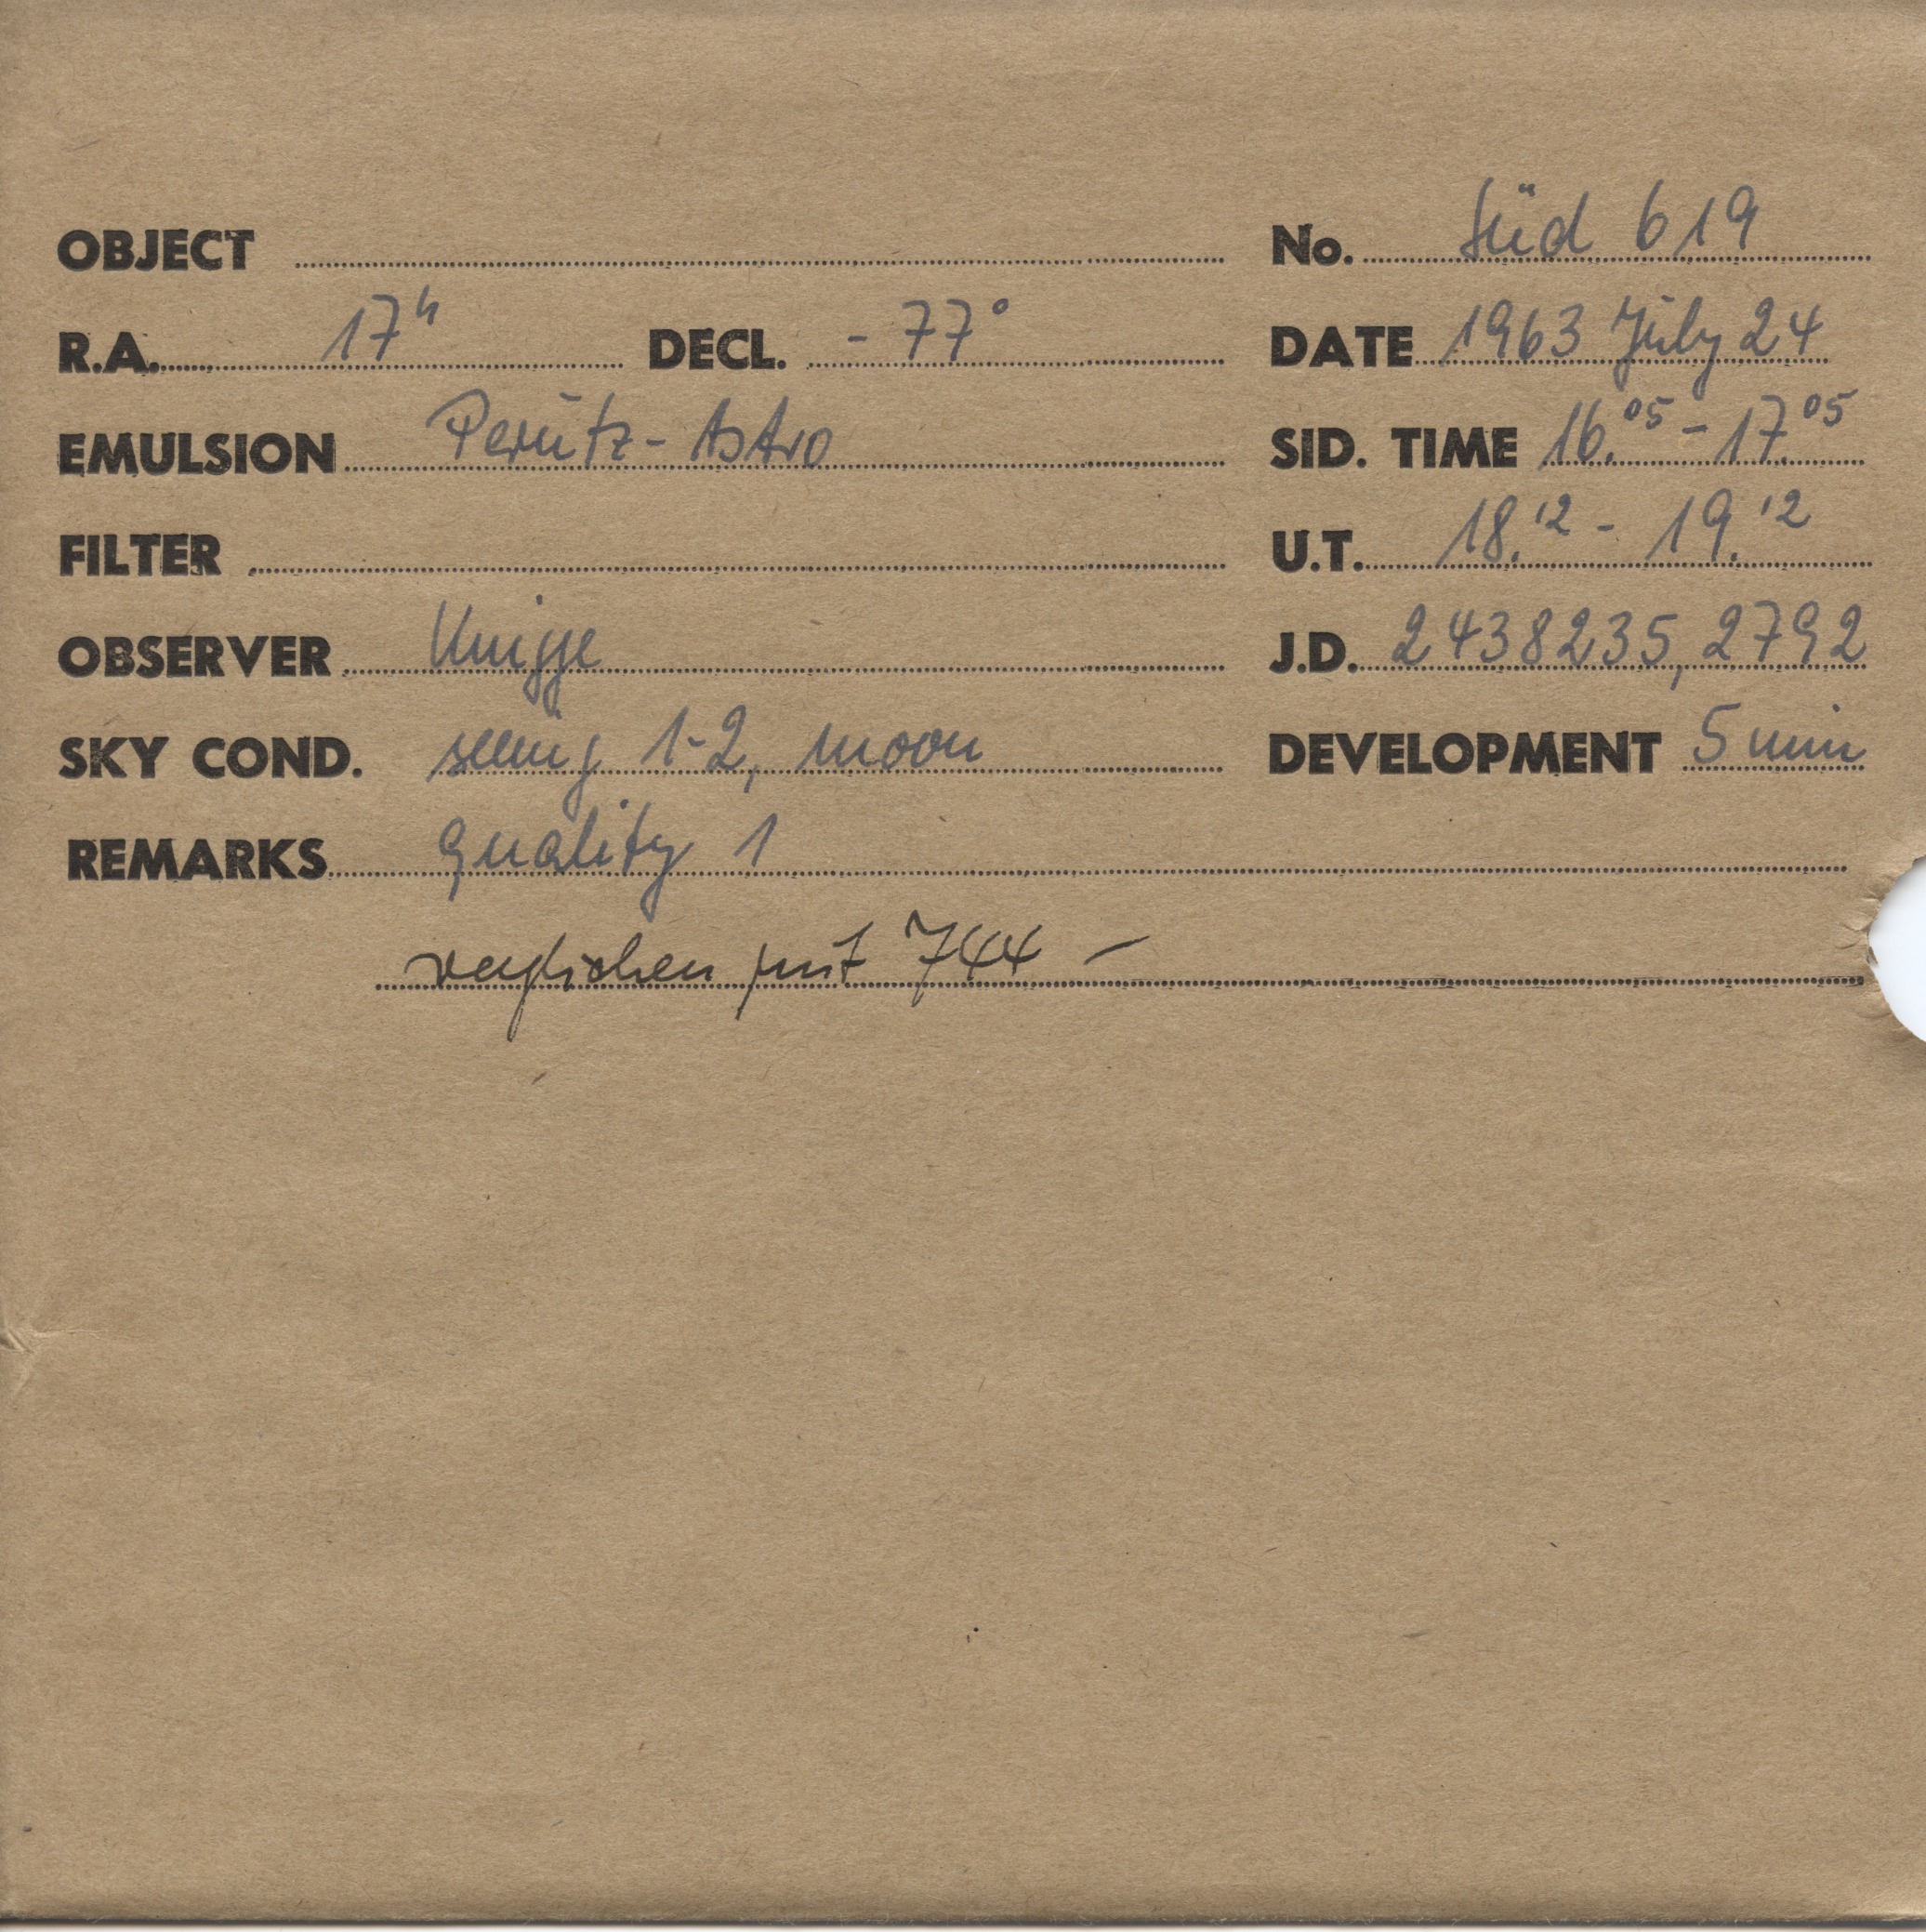 OBJECT No. Süd 619
R.A. 17h DECL. -77° DATE 1963 July 24
EMULSION Perutz-Astro SID. TIME 16.05 - 17.05
FILTER U.T. 18.12 - 19.12
OBSERVER Knigge J.D. 2438235,2792
SKY COND. seeing 1-2, moon DEVELOPMENT 5 min
REMARKS quality 1
verglichen mit 744 -